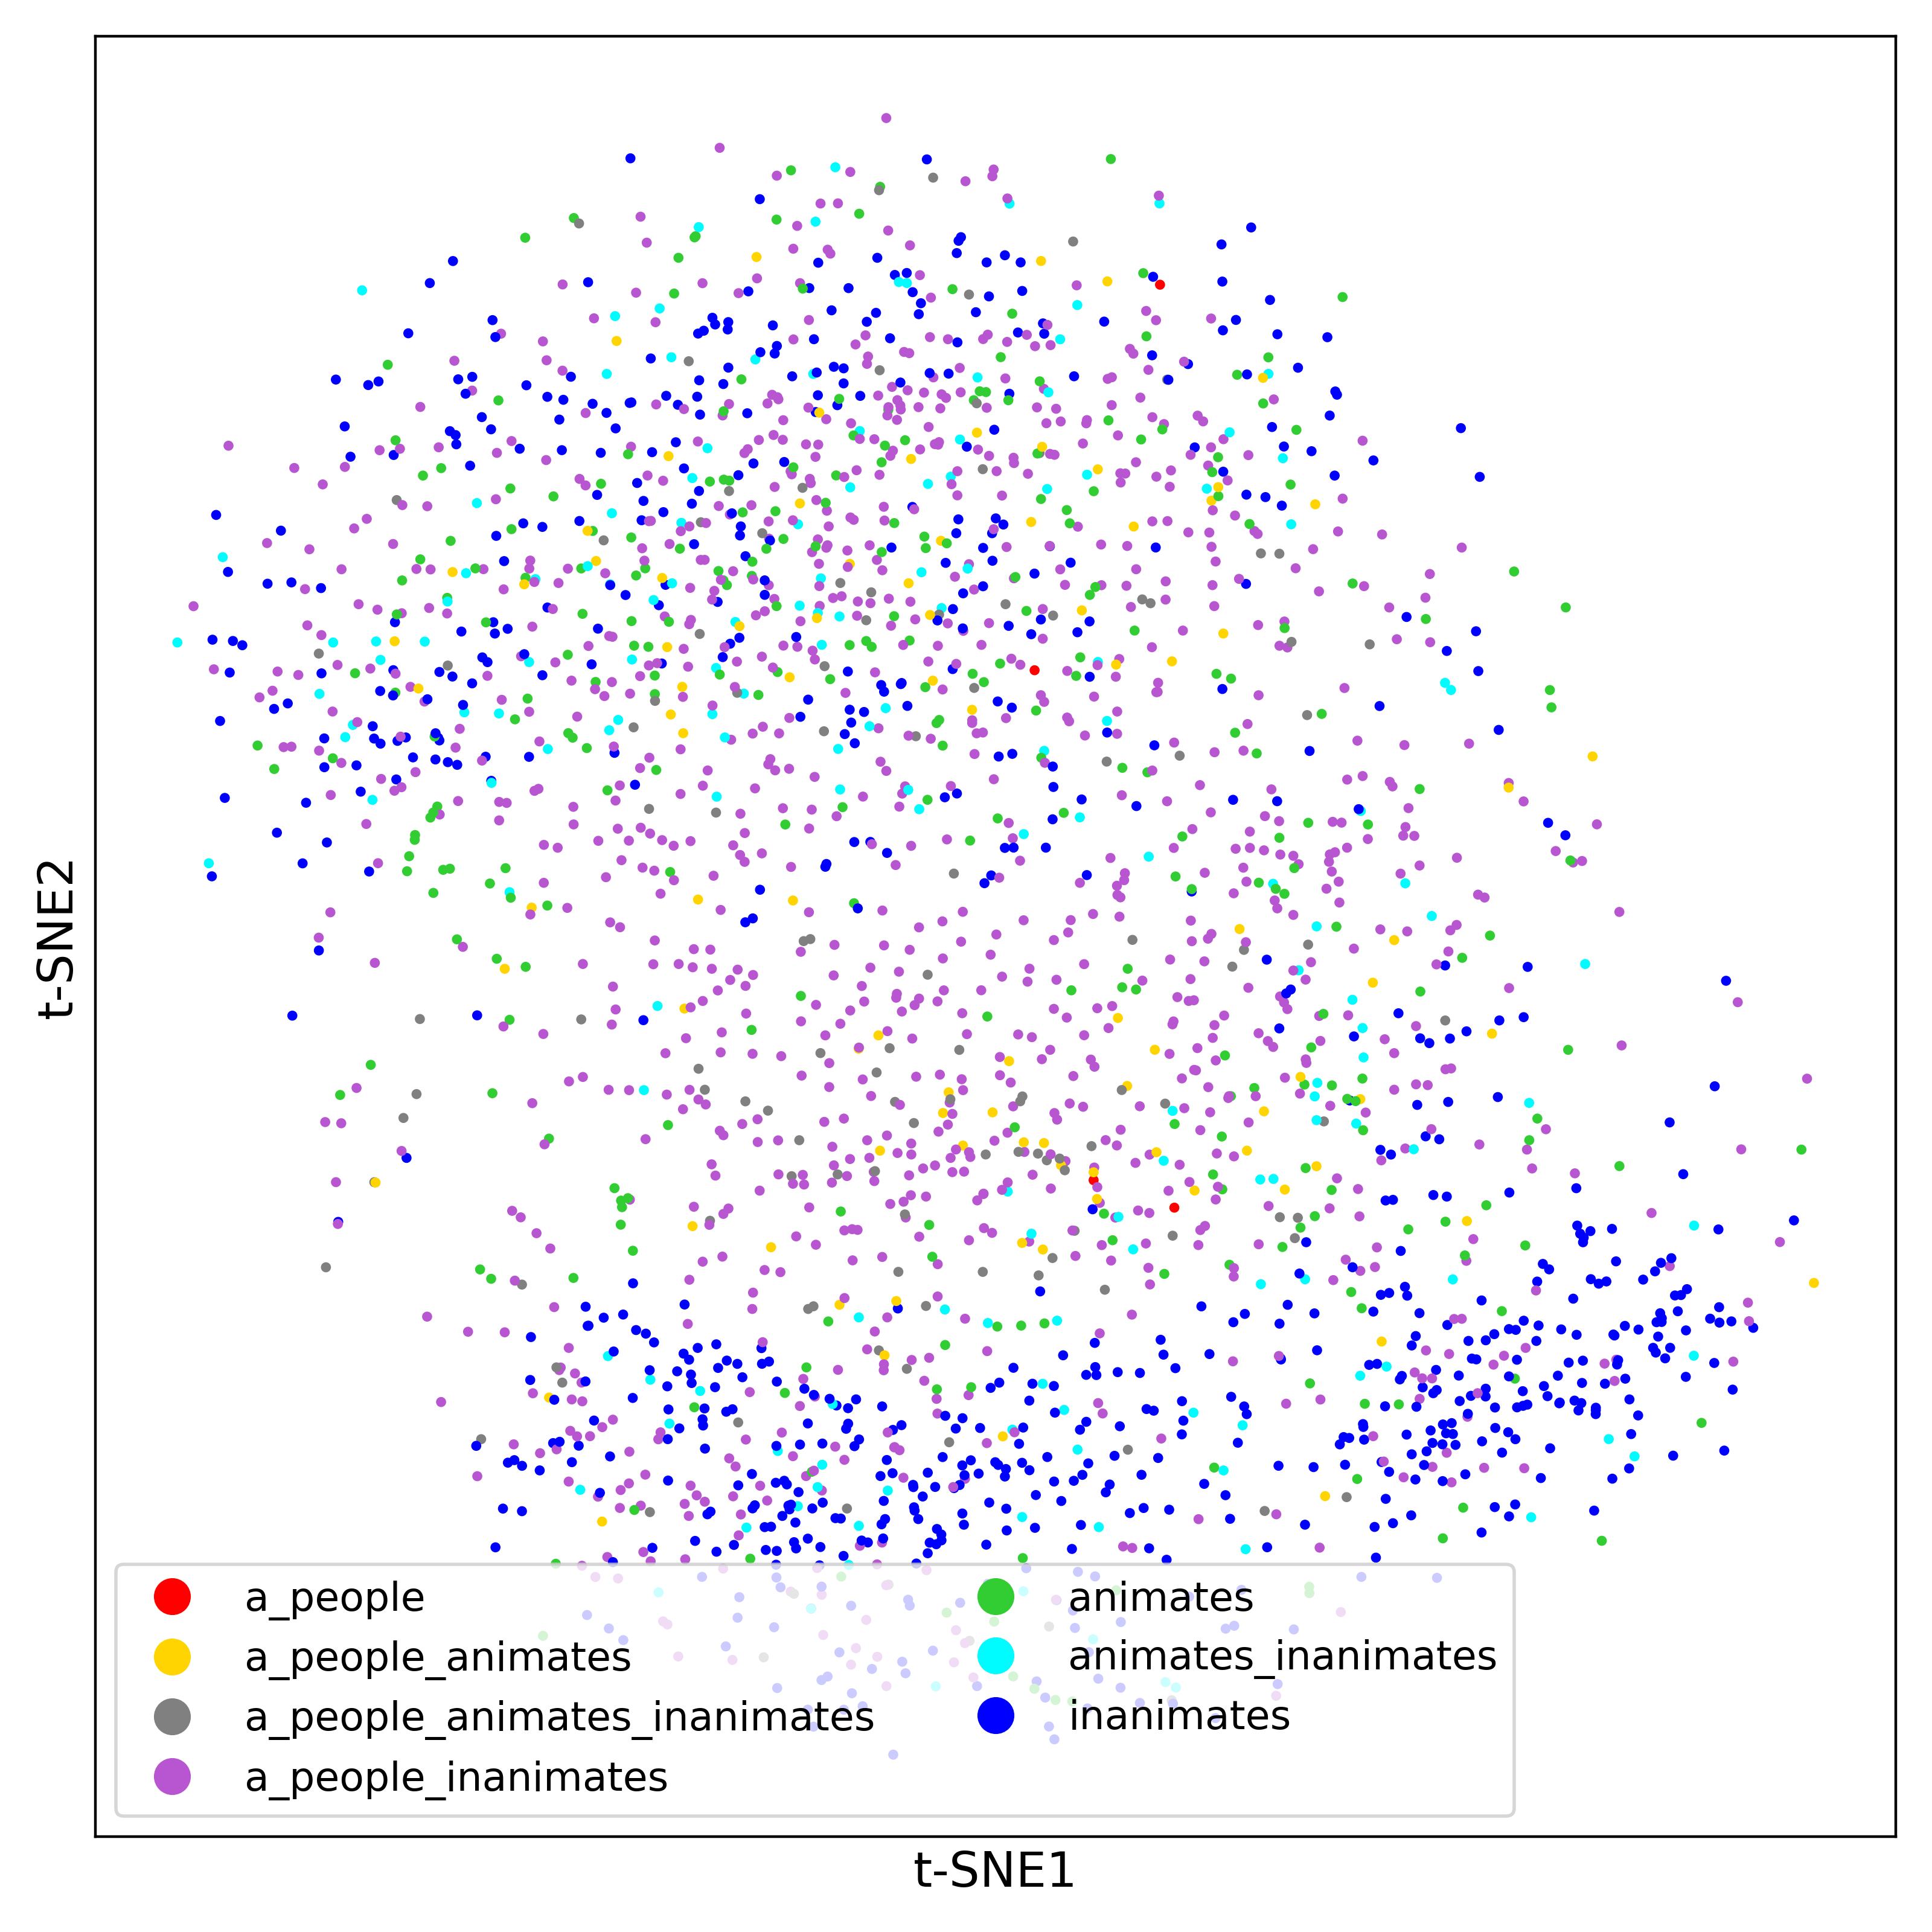 t-SNE2
a_people
a_people_animates
a_people_animates_inanimates
a_people_inanimates
animates
animates_inanimates
inanimates
t-SNE1